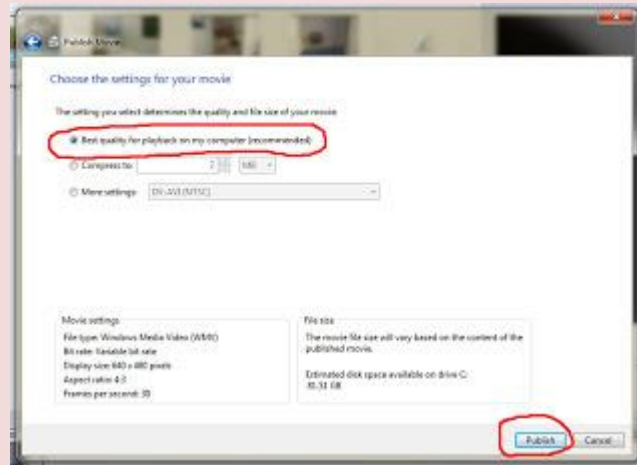 Publish Movie
Choose the settings for your movie
The setting you select determines the quality and file size of your movie
Best quality for playback on my computer (recommended)
Compress to:
MB
More settings: DV-AVI (NTSC)
Movie settings
File type: Windows Media Video (WMV)
Bit rate: Variable bit rate
Display size: 640 x 480 pixels
Aspect ratio: 4:3
Frames per second: 30
File size
The movie file size will vary based on the content of the
published movie.
Estimated disk space available on drive C:
Publish
Cancel